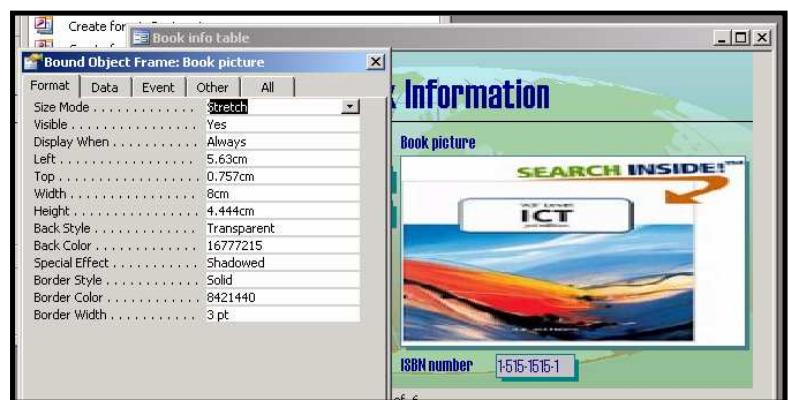 Create for
Book info table
Bound Object Frame: Book picture
Format Data Event Other All
Size Mode . . . . . . . . . . . . . Stretch
Visible . . . . . . . . . . . . . . . . Yes
Display When . . . . . . . . . . . Always
Left . . . . . . . . . . . . . . . . . . 5.63cm
Top . . . . . . . . . . . . . . . . . . 0.757cm
Width . . . . . . . . . . . . . . . . 8cm
Height . . . . . . . . . . . . . . . . 4.444cm
Back Style . . . . . . . . . . . . . Transparent
Back Color . . . . . . . . . . . . . 16777215
Special Effect . . . . . . . . . . . Shadowed
Border Style . . . . . . . . . . . . Solid
Border Color . . . . . . . . . . . . 8421440
Border Width . . . . . . . . . . . 3 pt
Information
Book picture
SEARCH INSIDE!™
ICT
ISBN number 1-515-1515-1
of 6